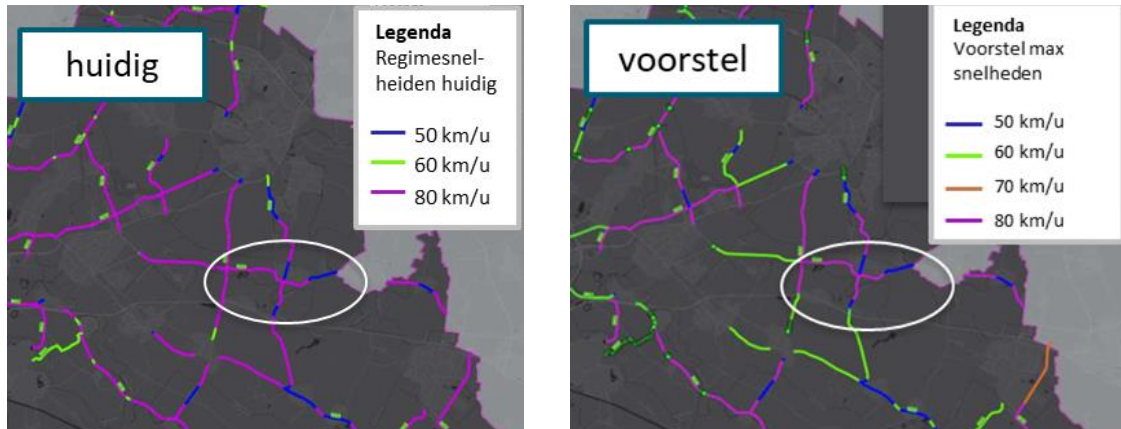 huidig
Legenda
Regimesnel-
heiden huidig
50 km/u
60 km/u
80 km/u
voorstel
Legenda
Voorstel max
snelheden
50 km/u
60 km/u
70 km/u
80 km/u